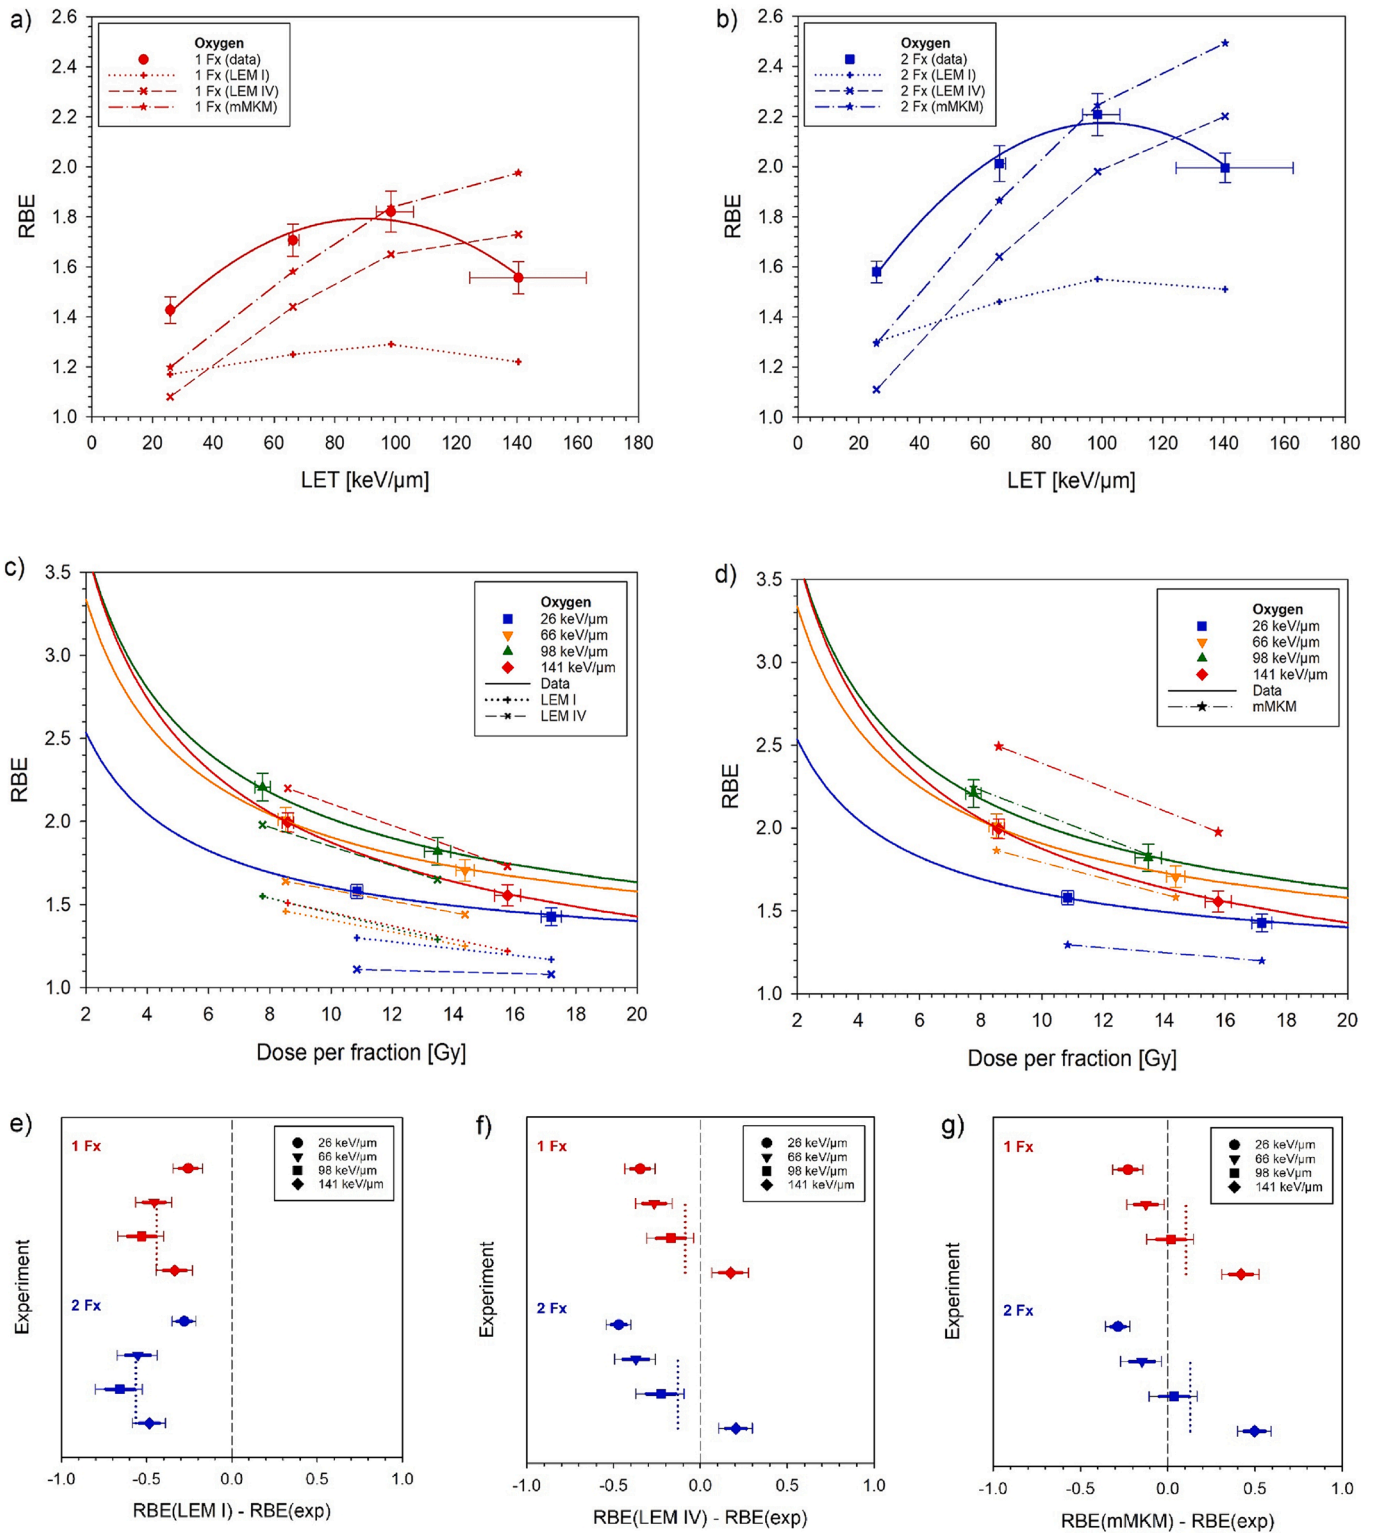 a)
2.6
2.4
2.2
2.0
1.8
1.6
1.4
1.2
1.0
RBE
Oxygen
1 Fx (data)
1 Fx (LEM I)
1 Fx (LEM IV)
1 Fx (mMKM)
0 20 40 60 80 100 120 140 160 180
LET [keV/µm]
b)
2.6
2.4
2.2
2.0
1.8
1.6
1.4
1.2
1.0
RBE
Oxygen
2 Fx (data)
2 Fx (LEM I)
2 Fx (LEM IV)
2 Fx (mMKM)
0 20 40 60 80 100 120 140 160 180
LET [keV/µm]
c)
3.5
3.0
2.5
2.0
1.5
1.0
RBE
Oxygen
26 keV/µm
66 keV/µm
98 keV/µm
141 keV/µm
Data
LEM I
LEM IV
2 4 6 8 10 12 14 16 18 20
Dose per fraction [Gy]
d)
3.5
3.0
2.5
2.0
1.5
1.0
RBE
Oxygen
26 keV/µm
66 keV/µm
98 keV/µm
141 keV/µm
Data
mMKM
2 4 6 8 10 12 14 16 18 20
Dose per fraction [Gy]
e)
1 Fx
2 Fx
Experiment
26 keV/µm
66 keV/µm
98 keV/µm
141 keV/µm
-1.0 -0.5 0.0 0.5 1.0
RBE(LEM I) - RBE(exp)
f)
1 Fx
2 Fx
Experiment
26 keV/µm
66 keV/µm
98 keV/µm
141 keV/µm
-1.0 -0.5 0.0 0.5 1.0
RBE(LEM IV) - RBE(exp)
g)
1 Fx
2 Fx
Experiment
26 keV/µm
66 keV/µm
98 keVµm
141 keV/µm
-1.0 -0.5 0.0 0.5 1.0
RBE(mMKM) - RBE(exp)